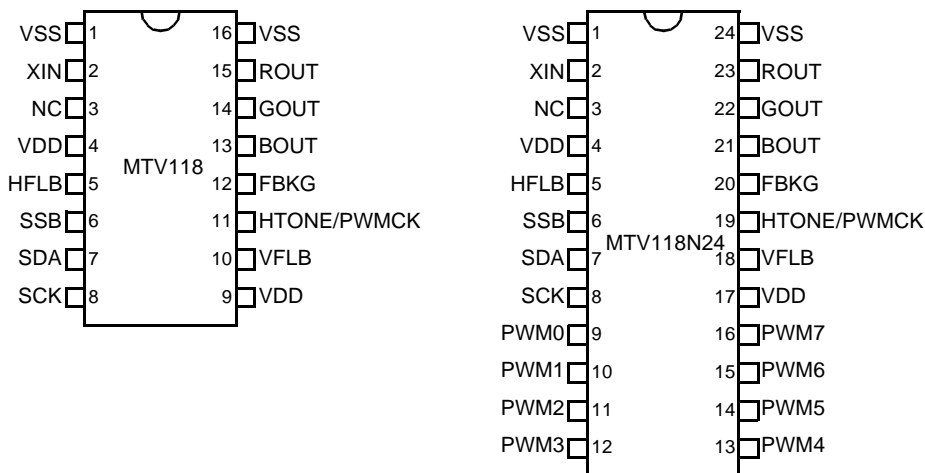 VSS 1 16 VSS
XIN 2 15 ROUT
NC 3 14 GOUT
VDD 4 13 BOUT
MTV118
HFLB 5 12 FBKG
SSB 6 11 HTONE/PWMCK
SDA 7 10 VFLB
SCK 8 9 VDD
VSS 1 24 VSS
XIN 2 23 ROUT
NC 3 22 GOUT
VDD 4 21 BOUT
HFLB 5 20 FBKG
SSB 6 19 HTONE/PWMCK
MTV118N24
SDA 7 18 VFLB
SCK 8 17 VDD
PWM0 9 16 PWM7
PWM1 10 15 PWM6
PWM2 11 14 PWM5
PWM3 12 13 PWM4